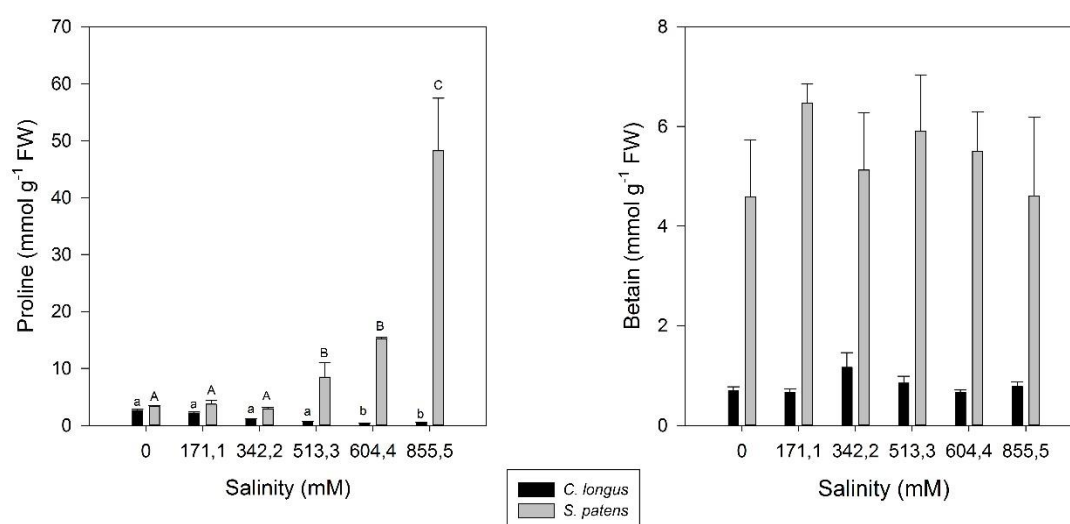 Proline (mmol g⁻¹ FW)
70
60
50
40
30
20
10
0
a A
a A
a A
a B
b B
b C
0 171,1 342,2 513,3 604,4 855,5
Salinity (mM)
Betain (mmol g⁻¹ FW)
8
6
4
2
0
0 171,1 342,2 513,3 604,4 855,5
Salinity (mM)
C. longus
S. patens